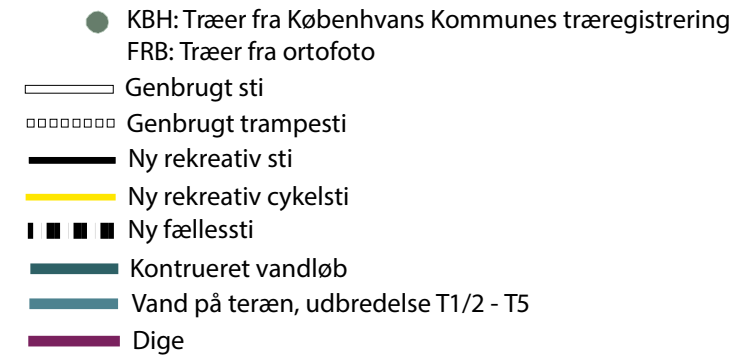 KBH: Træer fra Københvans Kommunes træregistrering
FRB: Træer fra ortofoto
Genbrugt sti
Genbrugt trampesti
Ny rekreativ sti
Ny rekreativ cykelsti
Ny fællessti
Kontrueret vandløb
Vand på teræn, udbredelse T1/2 - T5
Dige